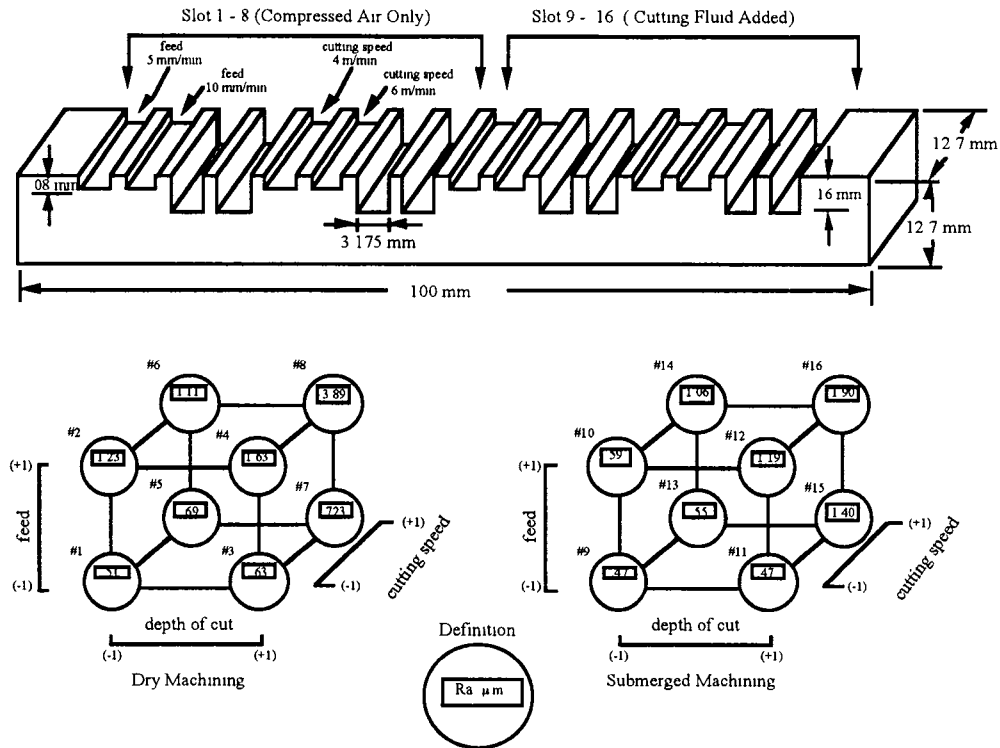 Slot 1 - 8 (Compressed Air Only)
Slot 9 - 16 ( Cutting Fluid Added)
feed
5 mm/min
feed
10 mm/min
cutting speed
4 m/min
cutting speed
6 m/min
08 mm
3 175 mm
16 mm
12 7 mm
12 7 mm
100 mm
#6
1 11
#8
3 89
#2
1 23
#4
1 63
#5
69
#7
723
#1
51
#3
63
(+1)
feed
(-1)
(+1)
cutting speed
(-1)
depth of cut
(-1)
(+1)
Dry Machining
#14
1 06
#16
1 90
#10
59
#12
1 19
#13
55
#15
1 40
#9
47
#11
47
(+1)
feed
(-1)
(+1)
cutting speed
(-1)
depth of cut
(-1)
(+1)
Submerged Machining
Definition
Ra µm